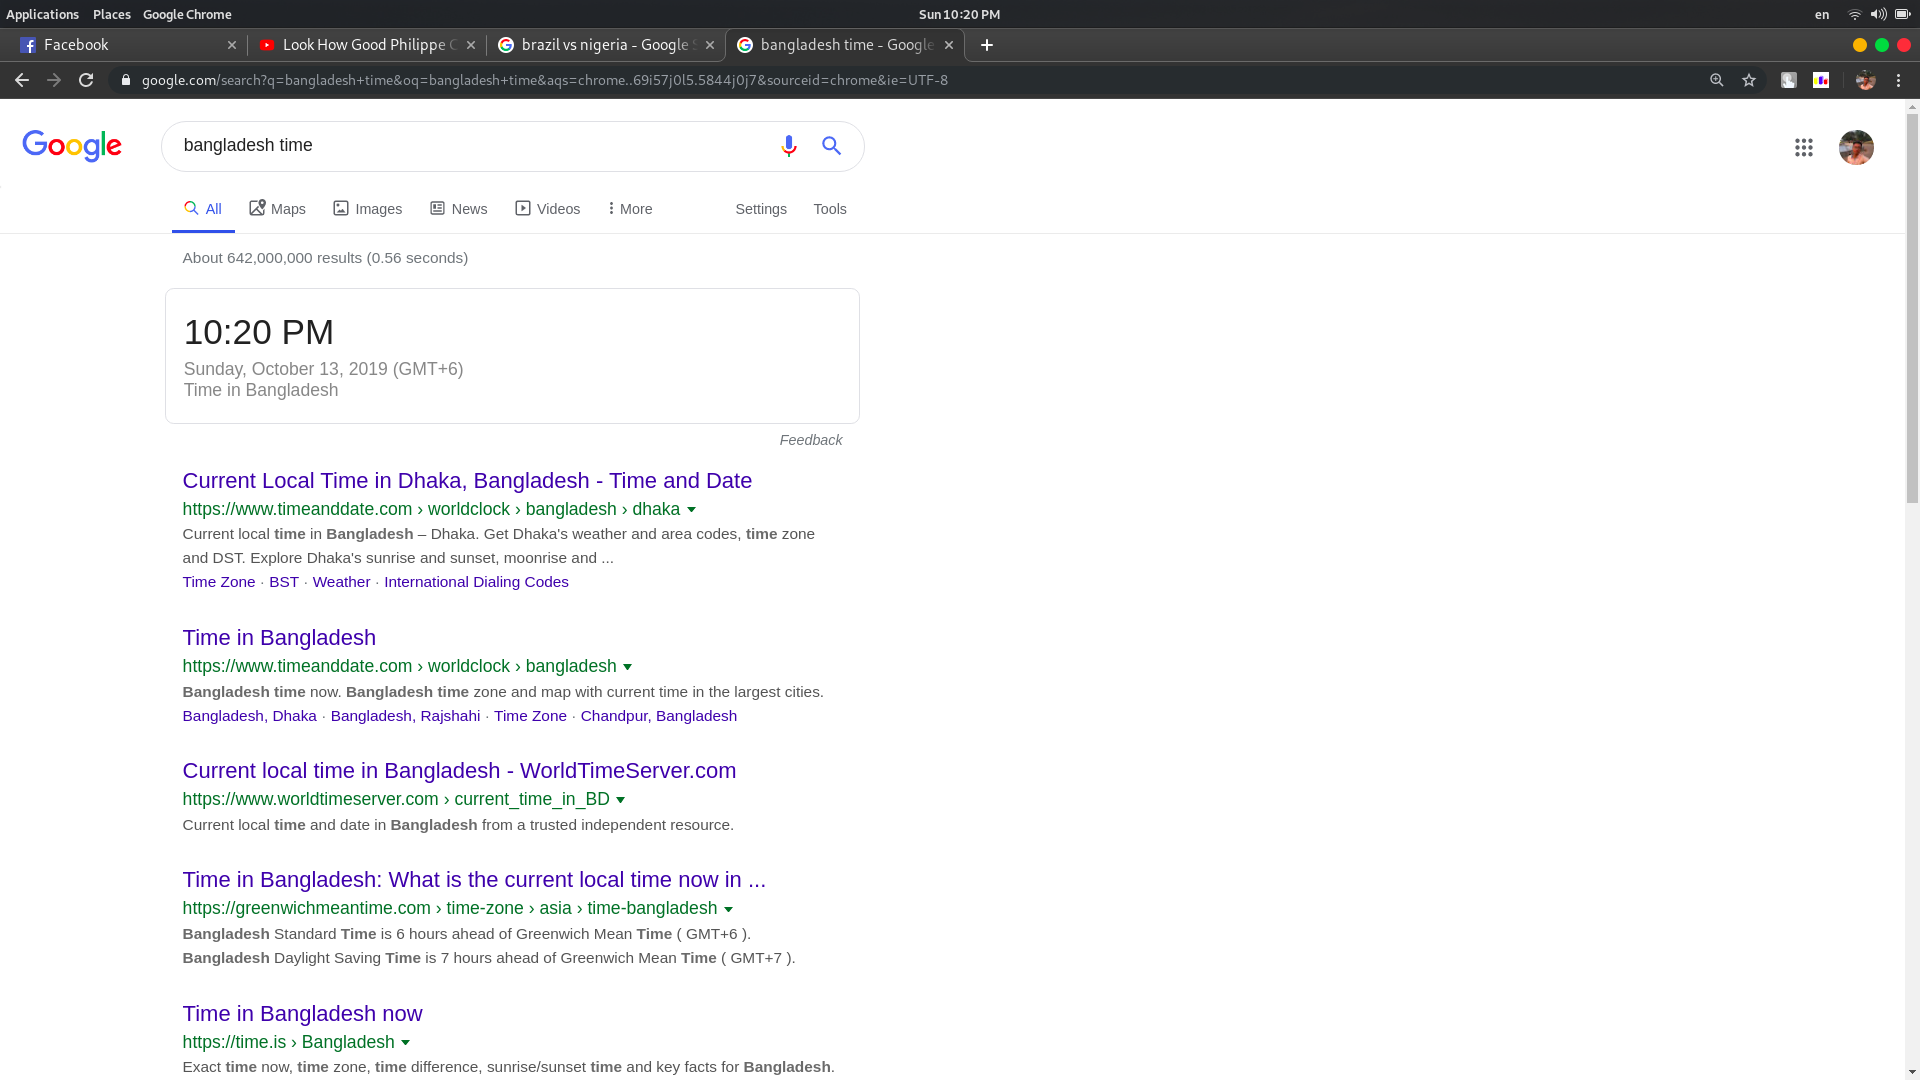 Applications Places Google Chrome Sun 10:20 PM en
Facebook Look How Good Philippe brazil vs nigeria - Google bangladesh time - Google
google.com/search?q=bangladesh+time&oq=bangladesh+time&aqs=chrome..69i57j0l5.5844j0j7&sourceid=chrome&ie=UTF-8
Google bangladesh time
All Maps Images News Videos More Settings Tools
About 642,000,000 results (0.56 seconds)
10:20 PM
Sunday, October 13, 2019 (GMT+6)
Time in Bangladesh
Feedback
Current Local Time in Dhaka, Bangladesh - Time and Date
https://www.timeanddate.com › worldclock › bangladesh › dhaka
Current local time in Bangladesh – Dhaka. Get Dhaka's weather and area codes, time zone
and DST. Explore Dhaka's sunrise and sunset, moonrise and ...
Time Zone · BST · Weather · International Dialing Codes
Time in Bangladesh
https://www.timeanddate.com › worldclock › bangladesh
Bangladesh time now. Bangladesh time zone and map with current time in the largest cities.
Bangladesh, Dhaka · Bangladesh, Rajshahi · Time Zone · Chandpur, Bangladesh
Current local time in Bangladesh - WorldTimeServer.com
https://www.worldtimeserver.com › current_time_in_BD
Current local time and date in Bangladesh from a trusted independent resource.
Time in Bangladesh: What is the current local time now in ...
https://greenwichmeantime.com › time-zone › asia › time-bangladesh
Bangladesh Standard Time is 6 hours ahead of Greenwich Mean Time ( GMT+6 ).
Bangladesh Daylight Saving Time is 7 hours ahead of Greenwich Mean Time ( GMT+7 ).
Time in Bangladesh now
https://time.is › Bangladesh
Exact time now, time zone, time difference, sunrise/sunset time and key facts for Bangladesh.